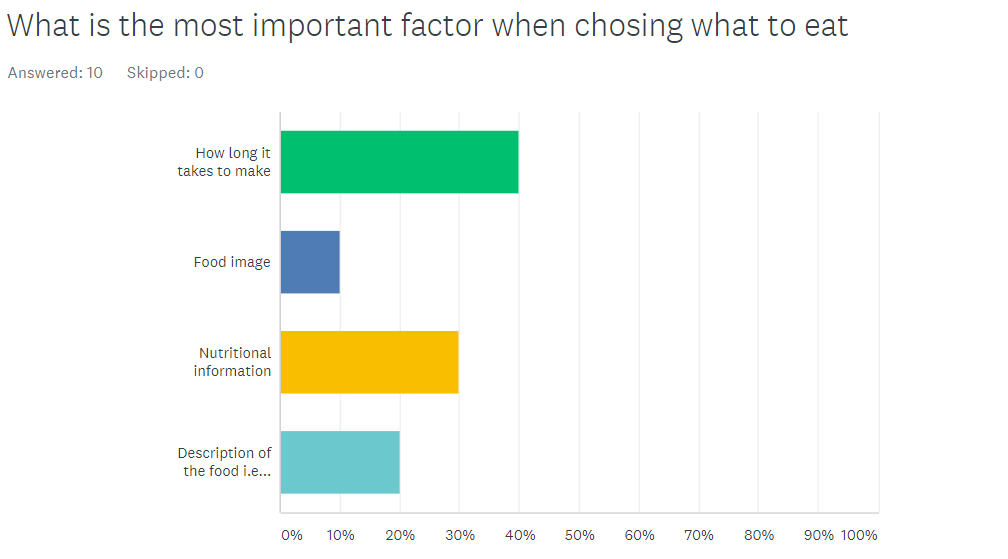 What is the most important factor when chosing what to eat
Answered: 10 Skipped: 0
How long it
takes to make
Food image
Nutritional
information
Description of
the food i.e...
0% 10% 20% 30% 40% 50% 60% 70% 80% 90% 100%